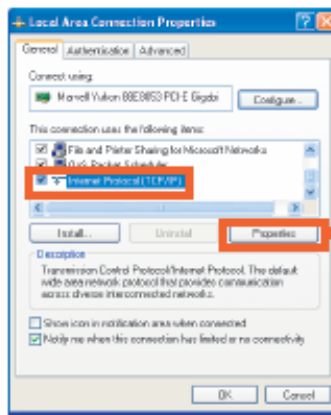 Local Area Connection Properties
General Authentication Advanced
Connect using:
Marvell Yukon 88E8053 PCI-E Gigabi
Configure...
This connection uses the following items:
File and Printer Sharing for Microsoft Networks
QoS Packet Scheduler
Internet Protocol (TCP/IP)
Install... Uninstall Properties
Description
Transmission Control Protocol/Internet Protocol. The default
wide area network protocol that provides communication
across diverse interconnected networks.
Show icon in notification area when connected
Notify me when this connection has limited or no connectivity
OK Cancel